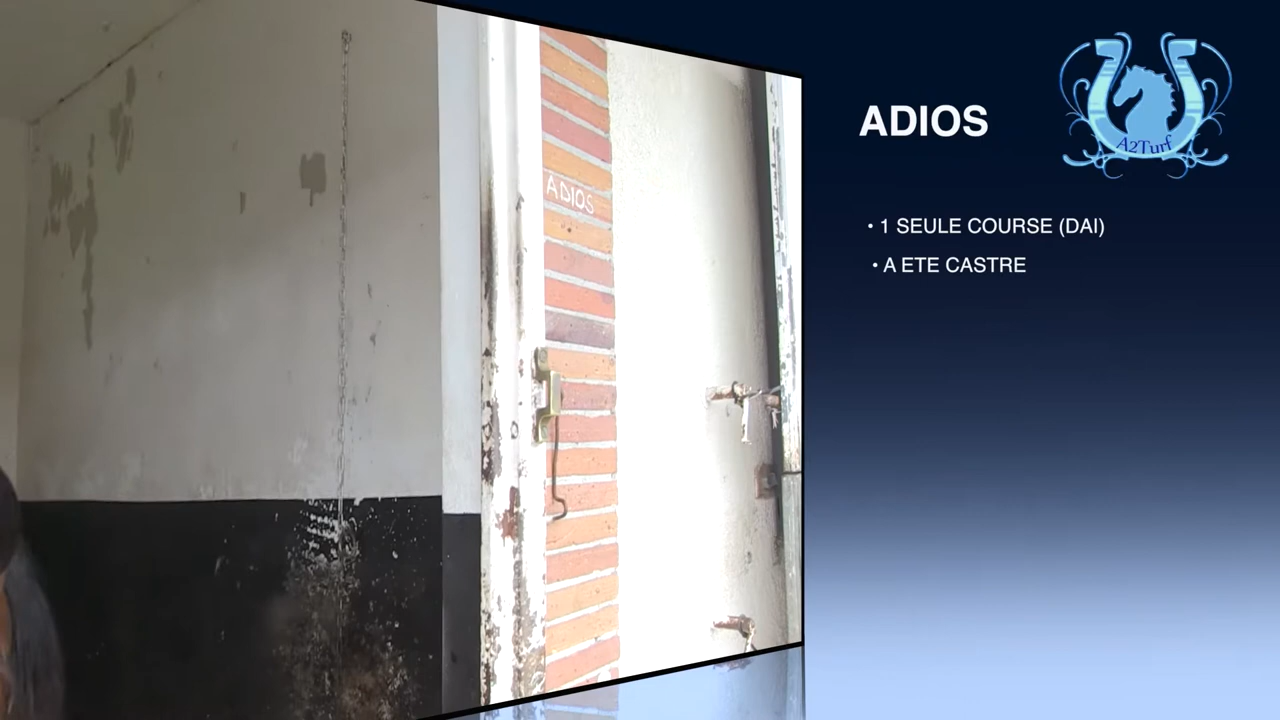 ADIOS
ADIOS
A2Turf
• 1 SEULE COURSE (DAI)
• A ETE CASTRE